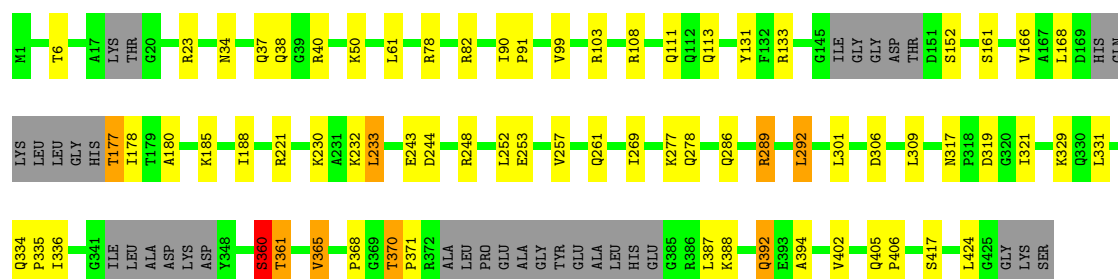 M1 T6 A17 LYS THR G20 R23 N34 Q37 Q38 G39 R40 K50 L61 R78 R82 I90 P91 V99 R103 R108 Q111 Q112 Q113 Y131 F132 R133 G145 ILE GLY GLY ASP THR D151 S152 S161 V166 A167 L168 D169 HIS GLN
LYS LEU LEU GLY HIS T177 I178 T179 A180 K185 I188 R221 K230 A231 K232 L233 E243 D244 R248 L252 E253 V257 Q261 I269 K277 Q278 Q286 R289 L292 L301 D306 L309 N317 P318 D319 G320 I321 K329 Q330 L331
Q334 P335 I336 G341 ILE LEU ALA ASP LYS ASP Y348 S360 T361 V365 P368 G369 T370 P371 R372 ALA LEU PRO GLU ALA GLY TYR GLU ALA LEU HIS GLU G385 R386 L387 K388 Q392 E393 A394 V402 Q405 P406 S417 L424 G425 GLY LYS SER